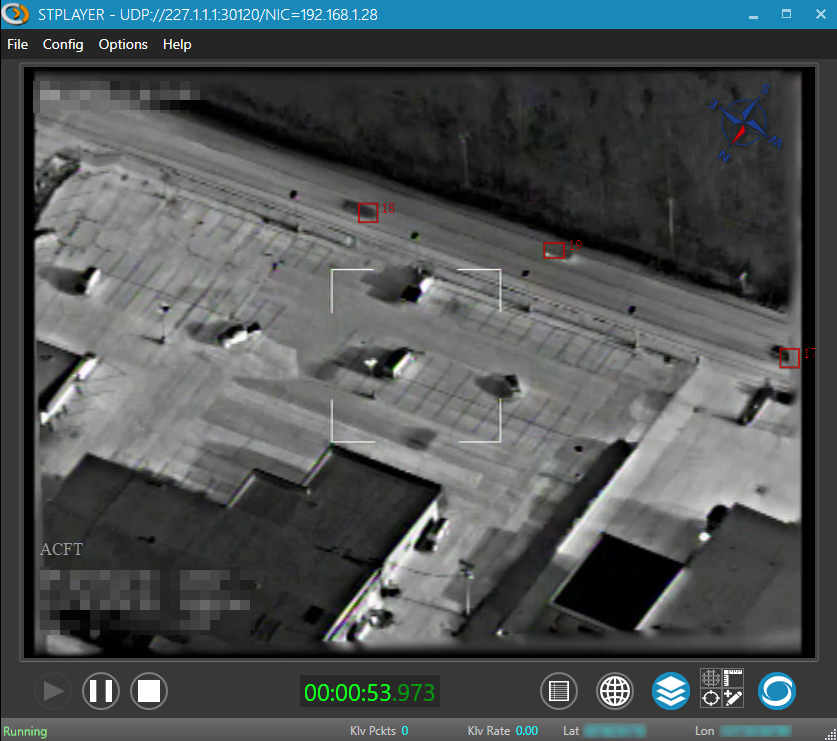 STPLAYER - UDP://227.1.1.1:30120/NIC=192.168.1.28
File Config Options Help
N
18
19
17
ACFT
00:00:53.973
Running Klv Pckts 0 Klv Rate 0.00 Lat Lon